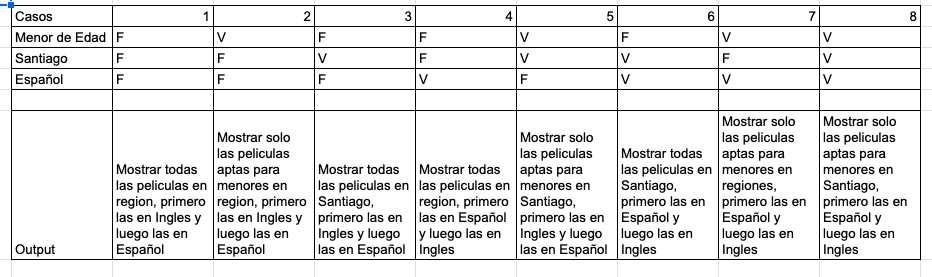 Casos 1 2 3 4 5 6 7 8
Menor de Edad F V F F V F V V
Santiago F F V F V V F V
Español F F F V F V V V
Output
Mostrar todas
las peliculas en
region, primero
las en Ingles y
luego las en
Español
Mostrar solo
las peliculas
aptas para
menores en
region, primero
las en Ingles y
luego las en
Español
Mostrar todas
las peliculas en
Santiago,
primero las en
Ingles y luego
las en Español
Mostrar todas
las peliculas en
region, primero
las en Español
y luego las en
Ingles
Mostrar solo
las peliculas
aptas para
menores en
Santiago,
primero las en
Ingles y luego
las en Español
Mostrar todas
las peliculas en
Santiago,
primero las en
Español y
luego las en
Ingles
Mostrar solo
las peliculas
aptas para
menores en
regiones,
primero las en
Español y
luego las en
Ingles
Mostrar solo
las peliculas
aptas para
menores en
Santiago,
primero las en
Español y
luego las en
Ingles